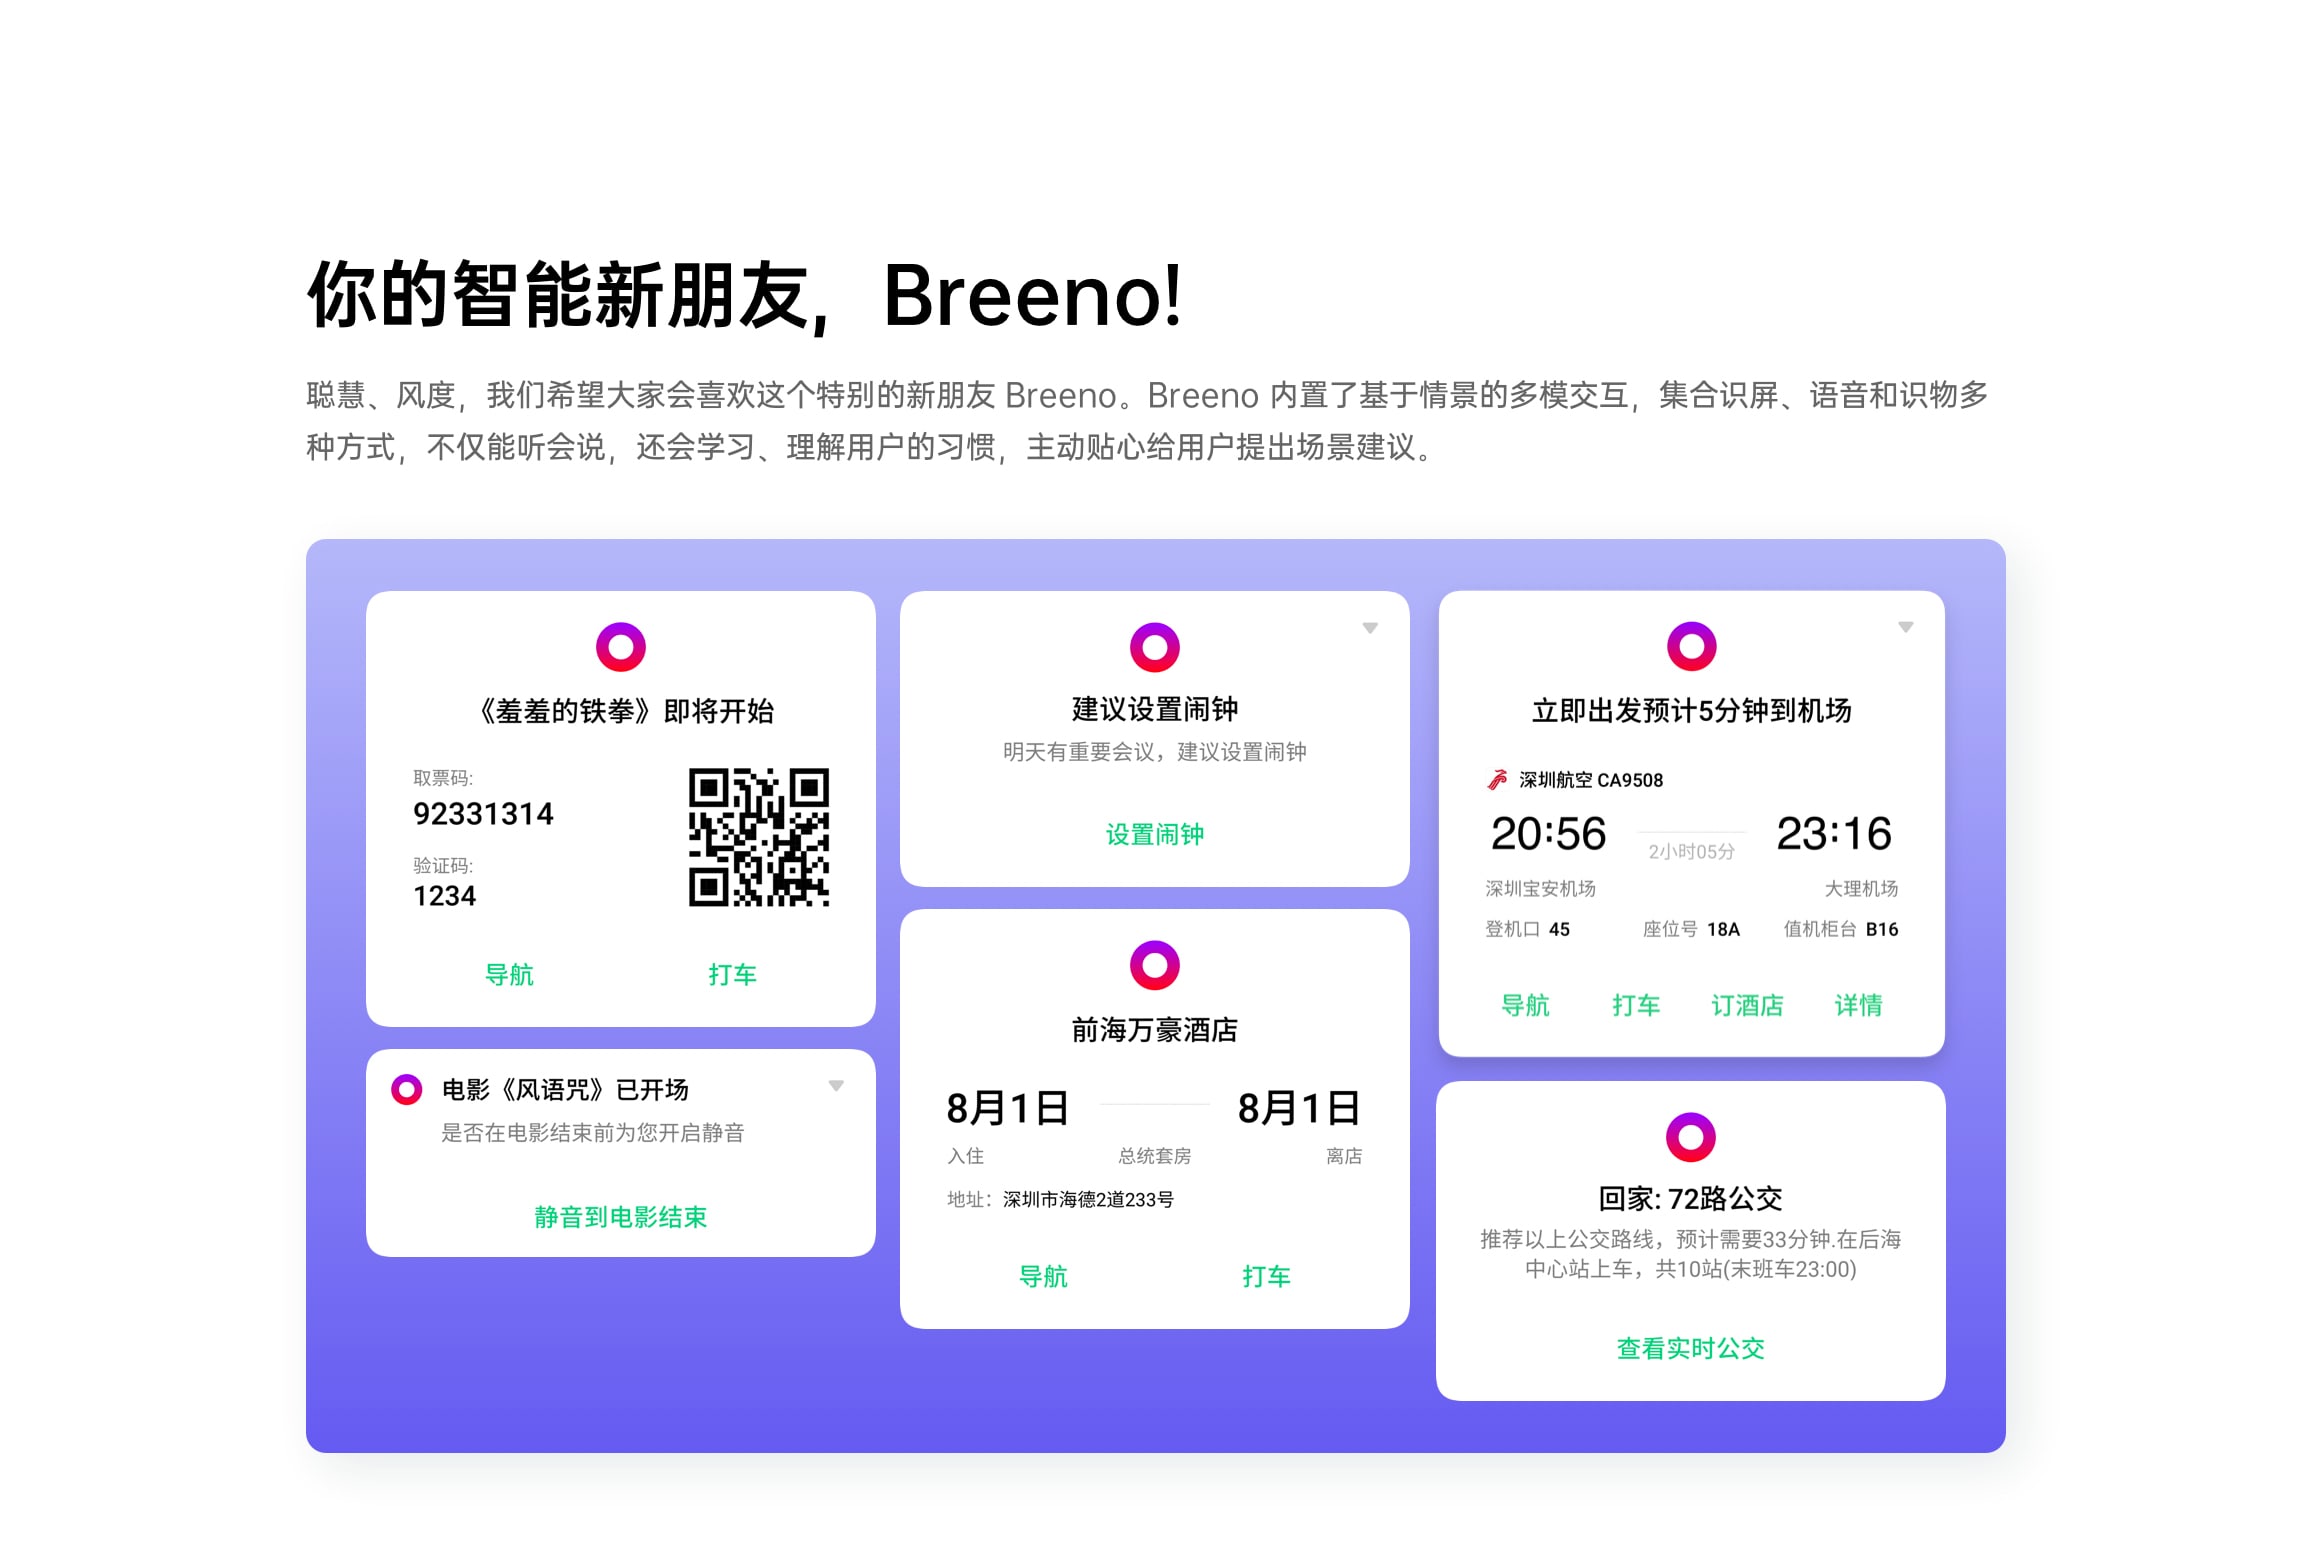 你的智能新朋友，Breeno!
聪慧、风度，我们希望大家会喜欢这个特别的新朋友 Breeno。Breeno 内置了基于情景的多模交互，集合识屏、语音和识物多
种方式，不仅能听会说，还会学习、理解用户的习惯，主动贴心给用户提出场景建议。
《羞羞的铁拳》即将开始
取票码:
92331314
验证码:
1234
导航 打车
电影《风语咒》已开场
是否在电影结束前为您开启静音
静音到电影结束
建议设置闹钟
明天有重要会议，建议设置闹钟
设置闹钟
前海万豪酒店
8月1日 8月1日
入住 总统套房 离店
地址：深圳市海德2道233号
导航 打车
立即出发预计5分钟到机场
深圳航空 CA9508
20:56 2小时05分 23:16
深圳宝安机场 大理机场
登机口 45 座位号 18A 值机柜台 B16
导航 打车 订酒店 详情
回家: 72路公交
推荐以上公交路线，预计需要33分钟.在后海
中心站上车，共10站(末班车23:00)
查看实时公交